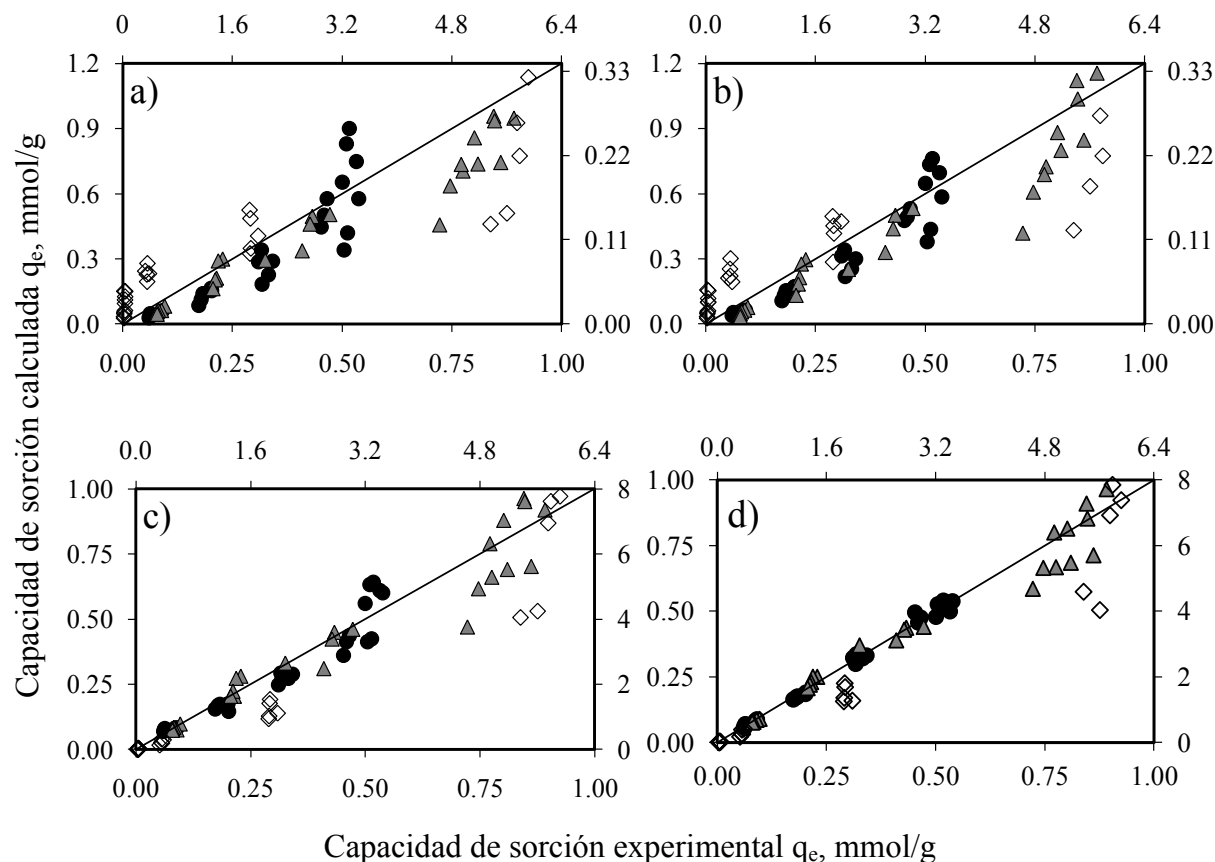 0 1.6 3.2 4.8 6.4
0.0 1.6 3.2 4.8 6.4
1.2 0.33
a) b)
0.9
0.22
0.6
0.11
0.3
0.0 0.00
0.00 0.25 0.50 0.75 1.00
1.2 0.33
0.9
0.22
0.6
0.11
0.3
0.0 0.00
0.00 0.25 0.50 0.75 1.00
0.0 1.6 3.2 4.8 6.4
0.0 1.6 3.2 4.8 6.4
c) d)
1.00 8
0.75 6
0.50 4
0.25 2
0.00 0
0.00 0.25 0.50 0.75 1.00
1.00 8
0.75 6
0.50 4
0.25 2
0.00 0
0.00 0.25 0.50 0.75 1.00
Capacidad de sorción calculada qe, mmol/g
Capacidad de sorción experimental qe, mmol/g